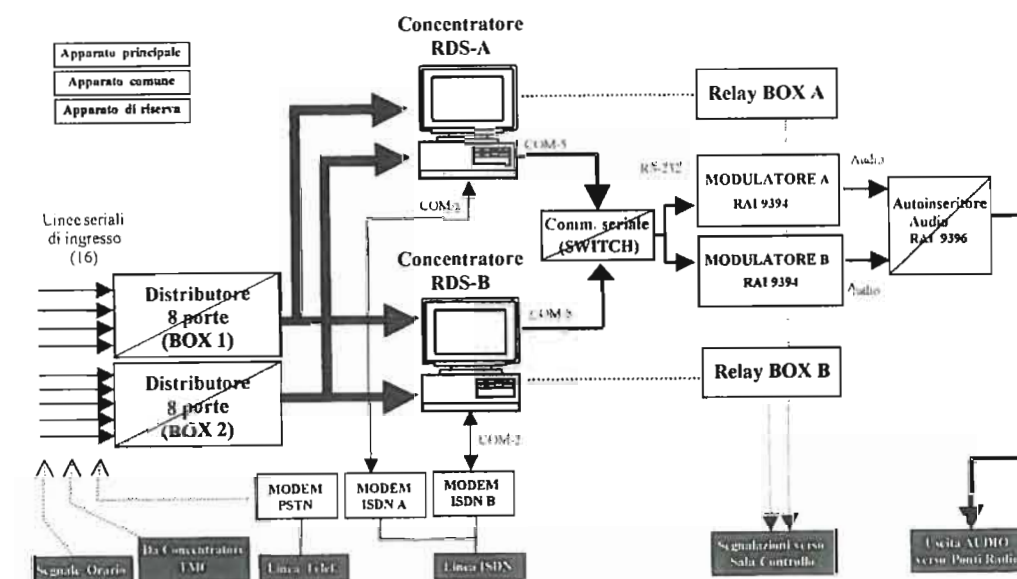 Concentratore
RDS-A
Apparato principale
Apparato comune
Apparato di riserva
Relay BOX A
COM-5
RS-232
Audio
MODULATORE A
RAI 9394
COM-2
Linee seriali
di ingresso
(16)
Comm. seriale
(SWITCH)
Autoinseritore
Audio
RAI 9396
MODULATORE B
RAI 9394
Audio
Concentratore
RDS-B
Distributore
8 porte
(BOX 1)
COM-5
Relay BOX B
Distributore
8 porte
(BOX 2)
COM-2
MODEM
PSTN
MODEM
ISDN A
MODEM
ISDN B
Segnale Orario
Da Concentratore
TMC
Linea Telef.
Linea ISDN
Segnalazioni verso
Sala Controllo
Uscita AUDIO
verso Ponti Radio